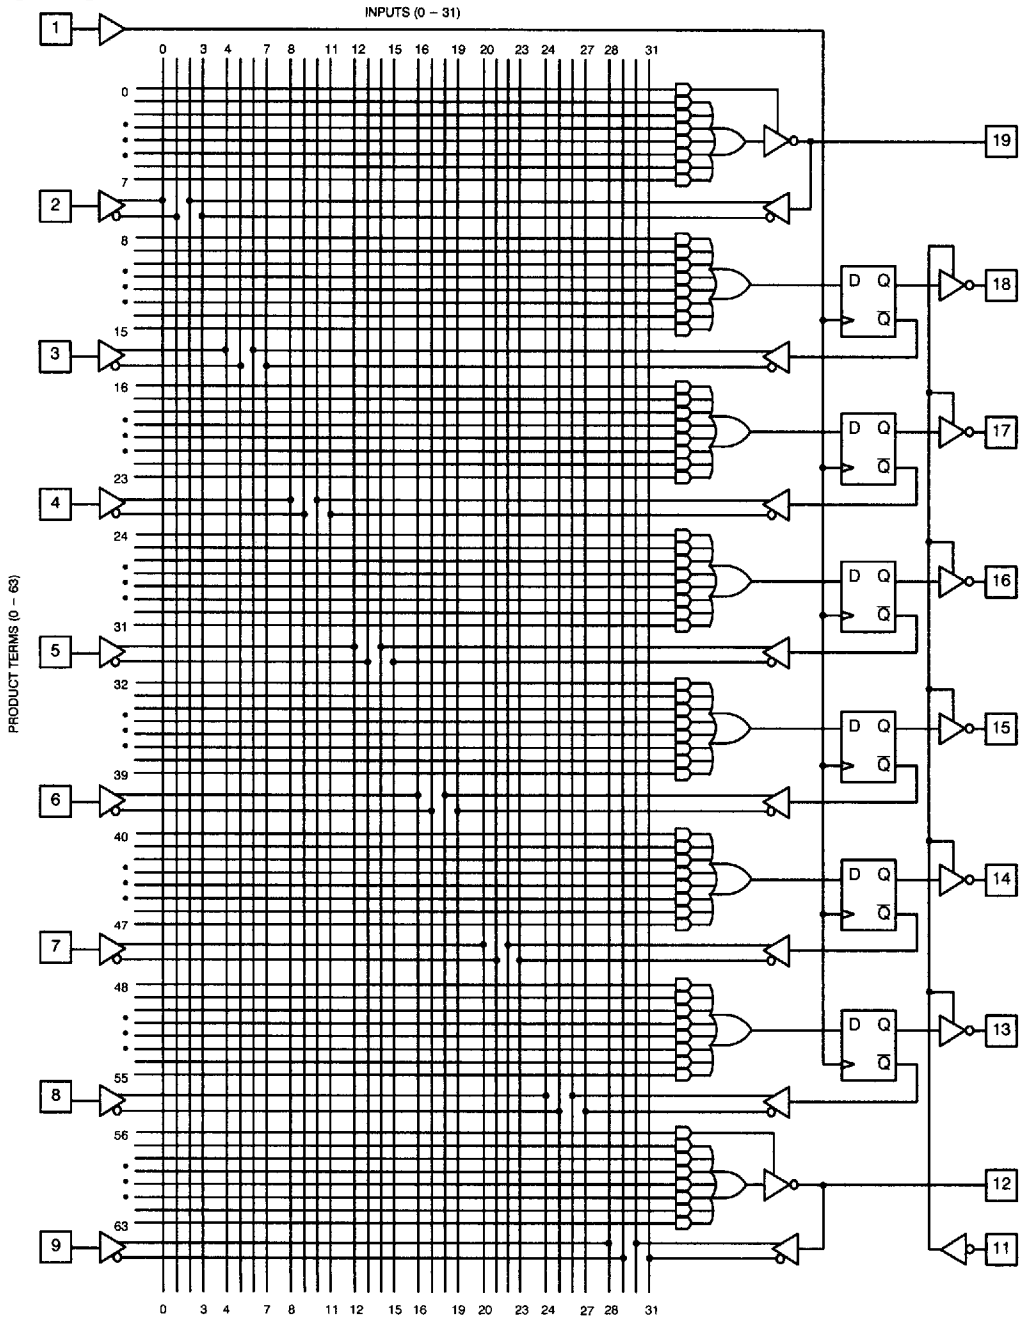 INPUTS (0 – 31)
1
0 3 4 7 8 11 12 15 16 19 20 23 24 27 28 31
0
19
7
2
8
D Q
18
15
Q̅
3
16
D Q
17
23
Q̅
4
24
D Q
16
31
Q̅
5
PRODUCT TERMS (0 – 63)
32
D Q
15
39
Q̅
6
40
D Q
14
47
Q̅
7
48
D Q
13
55
Q̅
8
56
12
63
9
11
0 3 4 7 8 11 12 15 16 19 20 23 24 27 28 31